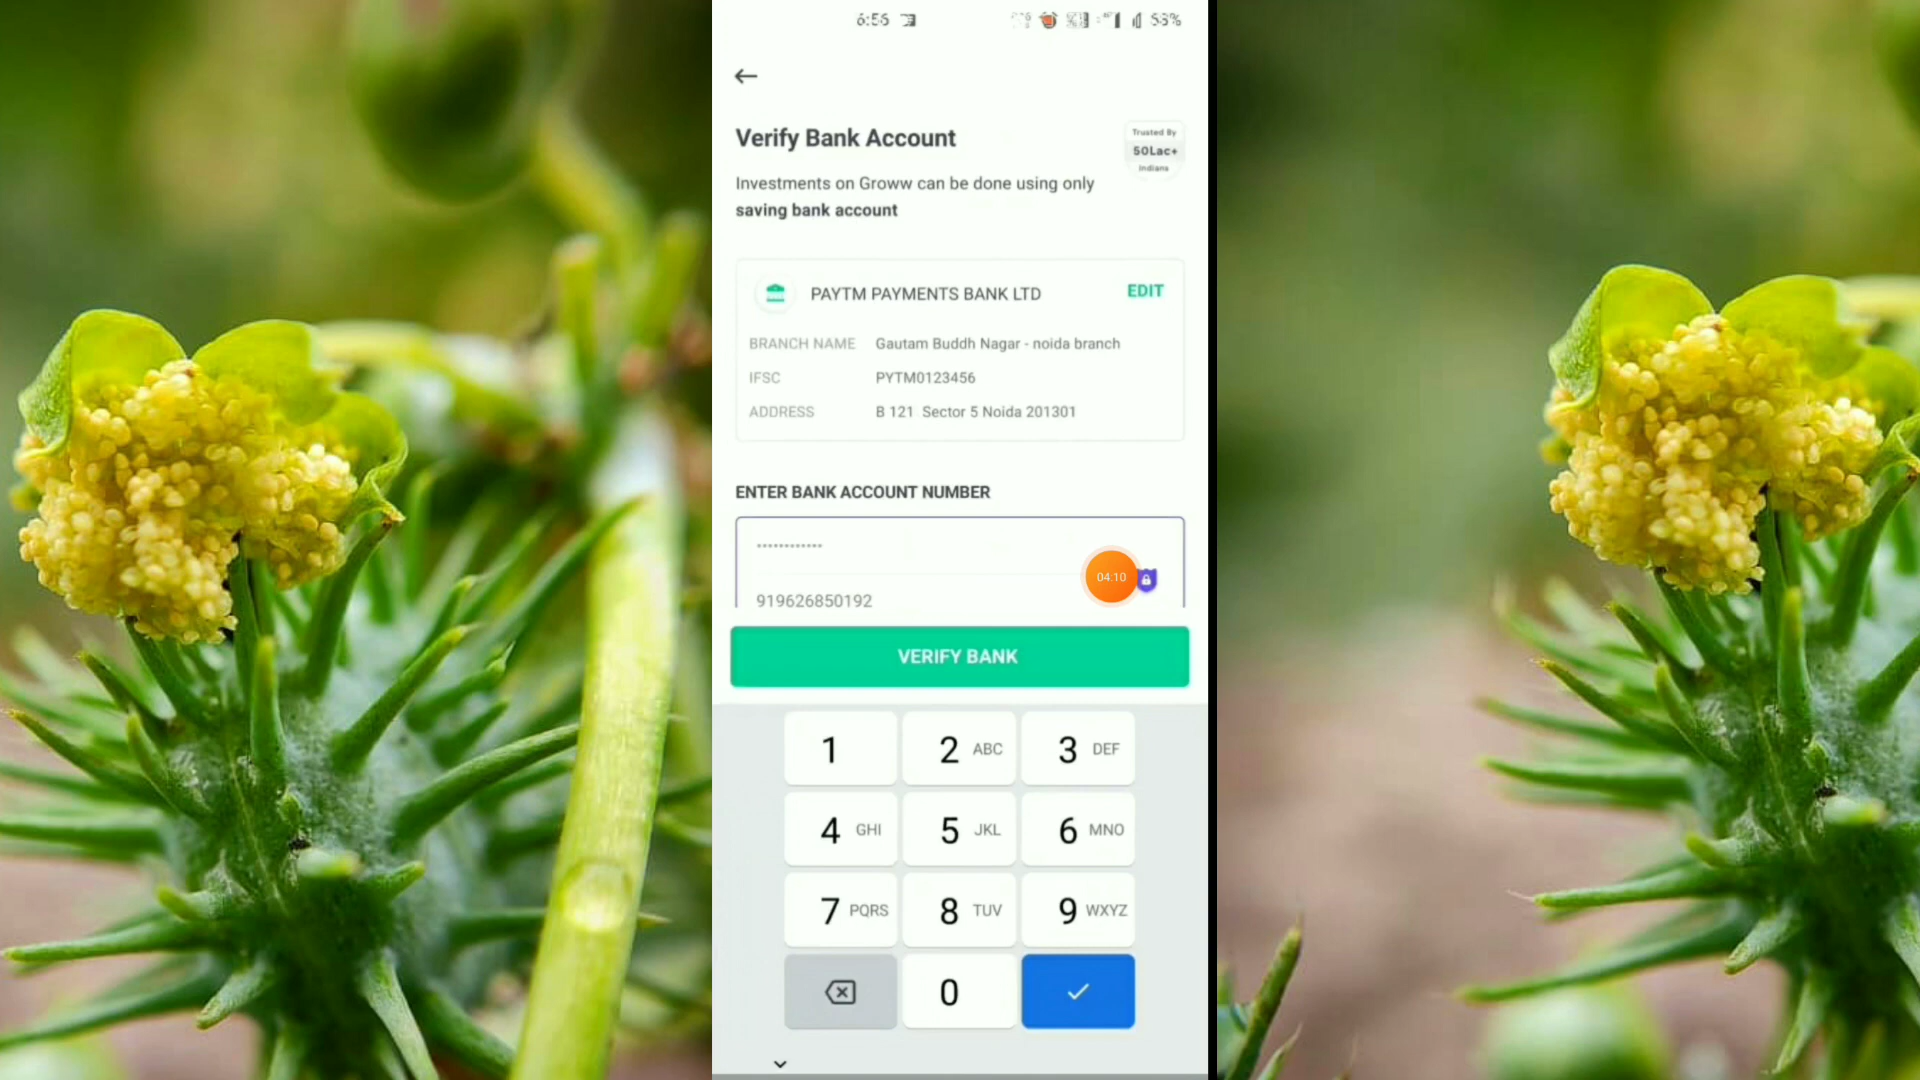 6:56
56%
Verify Bank Account
Trusted By
50Lac+
Indians
Investments on Groww can be done using only
saving bank account
PAYTM PAYMENTS BANK LTD
EDIT
BRANCH NAME Gautam Buddh Nagar - noida branch
IFSC PYTM0123456
ADDRESS B 121 Sector 5 Noida 201301
ENTER BANK ACCOUNT NUMBER
••••••••••••
04:10
919626850192
VERIFY BANK
1 2 ABC 3 DEF
4 GHI 5 JKL 6 MNO
7 PQRS 8 TUV 9 WXYZ
0